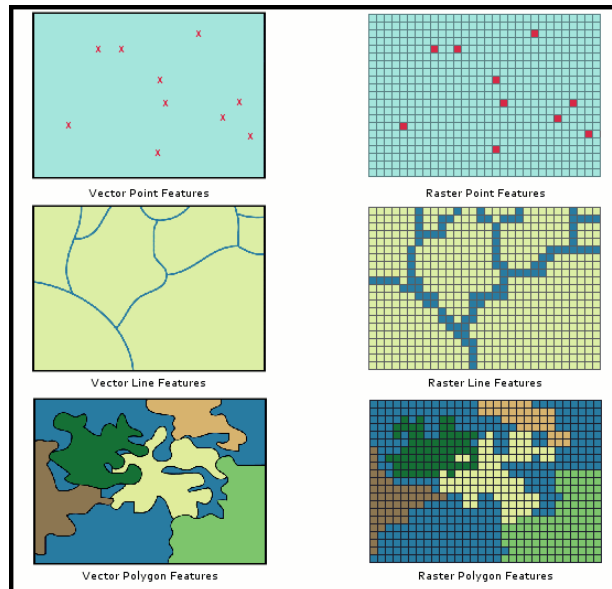 Vector Point Features
Raster Point Features
Vector Line Features
Raster Line Features
Vector Polygon Features
Raster Polygon Features